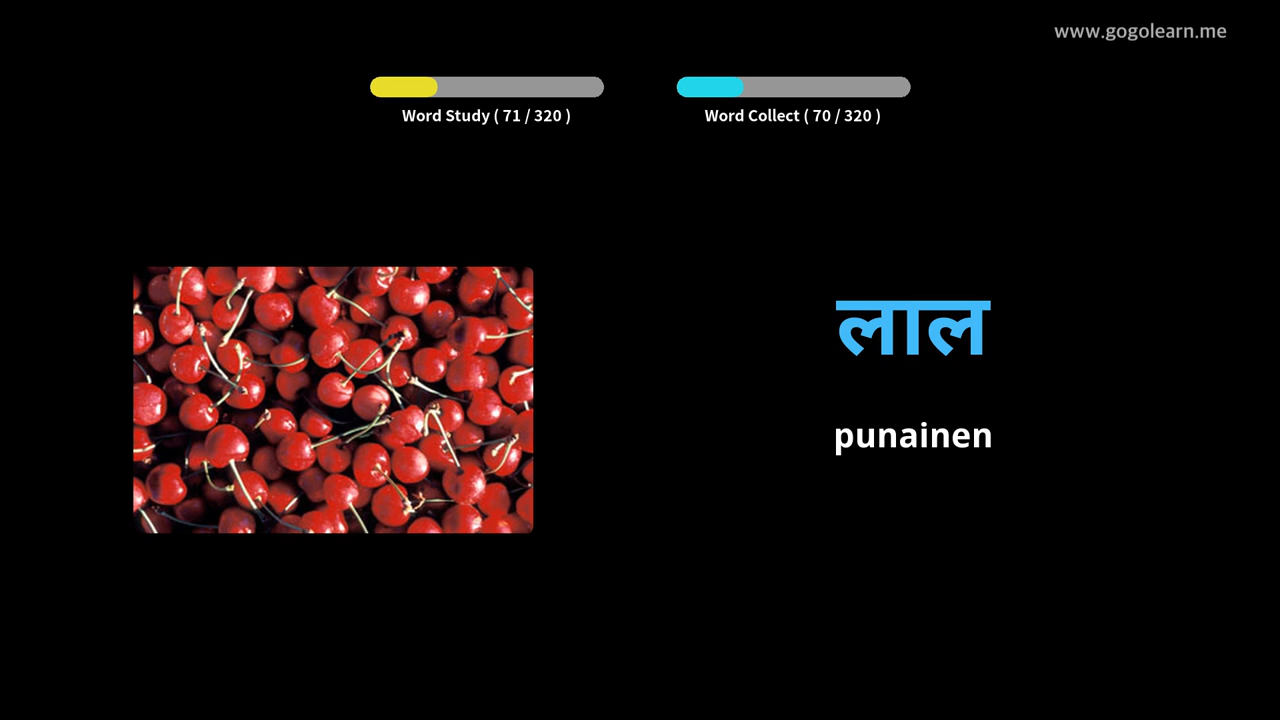 www.gogolearn.me
Word Study ( 71 / 320 )
Word Collect ( 70 / 320 )
लाल
punainen